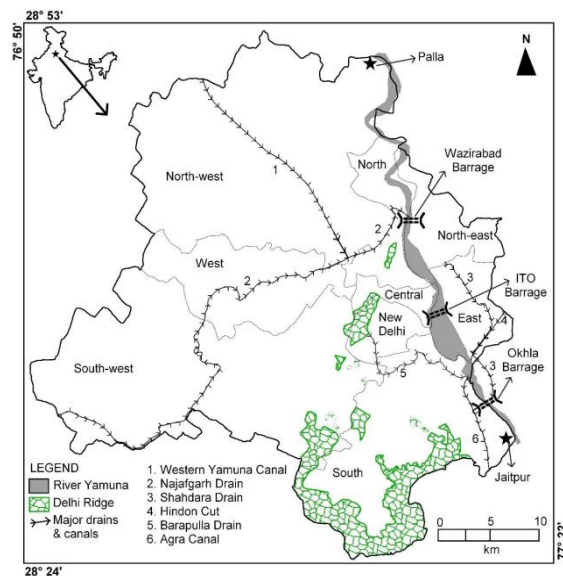 28° 53'
76° 50'
N
Palla
North
Wazirabad
Barrage
North-west
1
2
North-east
West
3
2
Central
ITO
Barrage
New
Delhi
East
4
South-west
5
3
Okhla
Barrage
6
LEGEND
River Yamuna
Delhi Ridge
Major drains
& canals
1. Western Yamuna Canal
2. Najafgarh Drain
3. Shahdara Drain
4. Hindon Cut
5. Barapulla Drain
6. Agra Canal
South
Jaitpur
0 5 10
km
28° 24'
77° 22'